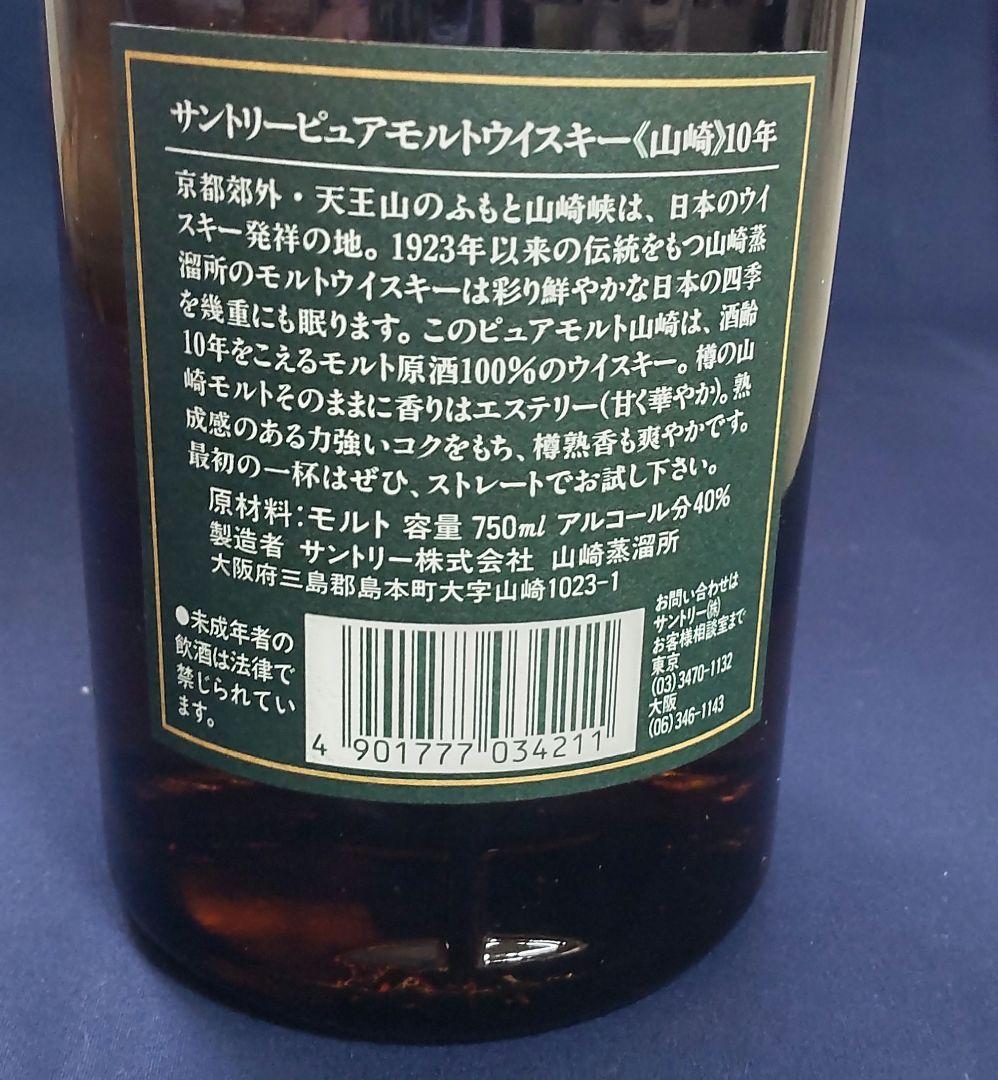 サントリーピュアモルトウイスキー《山崎》10年
京都郊外・天王山のふもと山崎峡は、日本のウイ
スキー発祥の地。1923年以来の伝統をもつ山崎蒸
溜所のモルトウイスキーは彩り鮮やかな日本の四季
を幾重にも眠ります。このピュアモルト山崎は、酒齢
10年をこえるモルト原酒100%のウイスキー。樽の山
崎モルトそのままに香りはエステリー(甘く華やか)。熟
成感のある力強いコクをもち、樽熟香も爽やかです。
最初の一杯はぜひ、ストレートでお試し下さい。
原材料:モルト 容量 750ml アルコール分40%
製造者 サントリー株式会社 山崎蒸溜所
大阪府三島郡島本町大字山崎1023-1
●未成年者の
飲酒は法律で
禁じられてい
ます。
4 901777 034211
お問い合わせは
サントリー㈱
お客様相談室まで
東京
(03)3470-1132
大阪
(06)346-1143